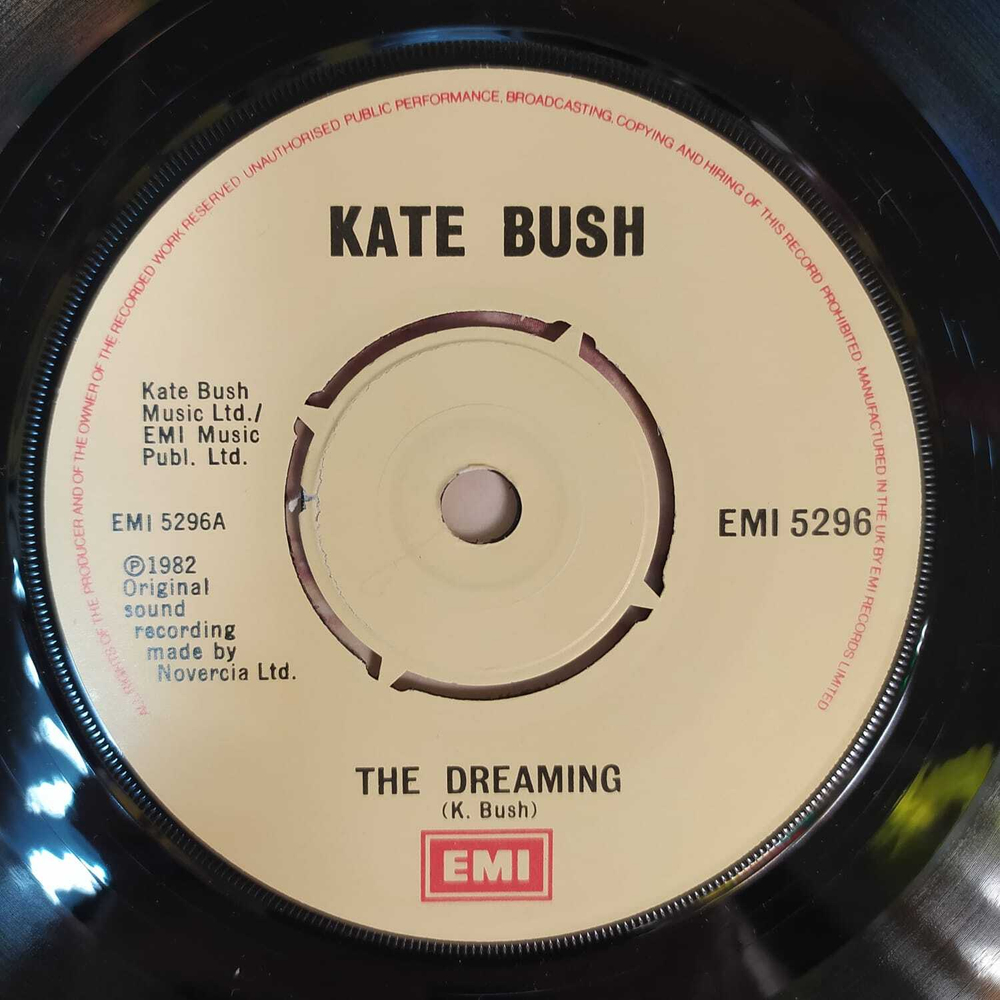 ALL RIGHTS OF THE PRODUCER AND OF THE OWNER OF THE RECORDED WORK RESERVED. UNAUTHORISED PUBLIC PERFORMANCE, BROADCASTING, COPYING AND HIRING OF THIS RECORD PROHIBITED. MANUFACTURED IN THE UK BY EMI RECORDS LIMITED
KATE BUSH
Kate Bush
Music Ltd./
EMI Music
Publ. Ltd.
EMI 5296A
EMI 5296
℗1982
Original
sound
recording
made by
Novercia Ltd.
THE DREAMING
(K. Bush)
EMI